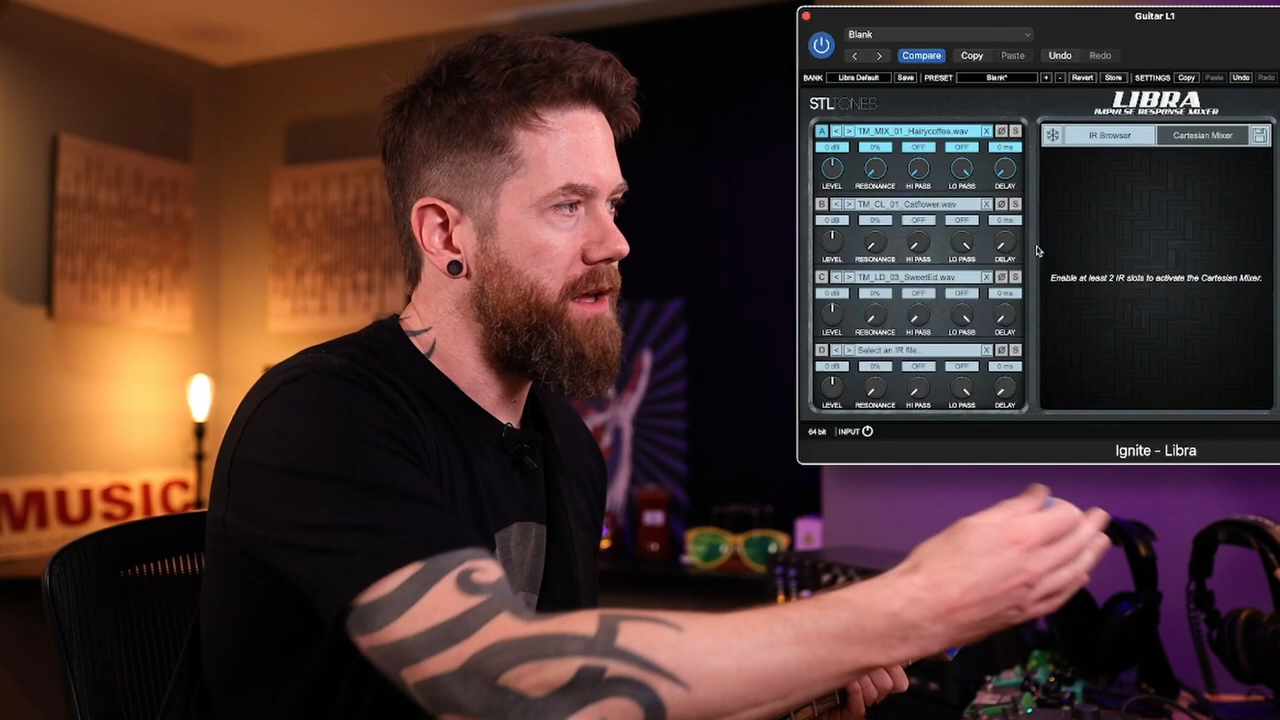 Guitar L1
Blank
< > Compare Copy Paste Undo Redo
BANK Libra Default Save PRESET Blank* + - Revert Store SETTINGS Copy Paste Undo Redo
STLTONES
LIBRA
IMPULSE RESPONSE MIXER
A < > TM_MIX_01_Hairycoffee.wav X Ø S
0 dB 0% OFF OFF 0 ms
LEVEL RESONANCE HI PASS LO PASS DELAY
B < > TM_CL_01_Catflower.wav X Ø S
0 dB 0% OFF OFF 0 ms
LEVEL RESONANCE HI PASS LO PASS DELAY
C < > TM_LD_03_SweetEd.wav X Ø S
0 dB 0% OFF OFF 0 ms
LEVEL RESONANCE HI PASS LO PASS DELAY
D < > Select an IR file... X Ø S
0 dB 0% OFF OFF 0 ms
LEVEL RESONANCE HI PASS LO PASS DELAY
IR Browser Cartesian Mixer
Enable at least 2 IR slots to activate the Cartesian Mixer.
64 bit INPUT
Ignite - Libra
MUSIC